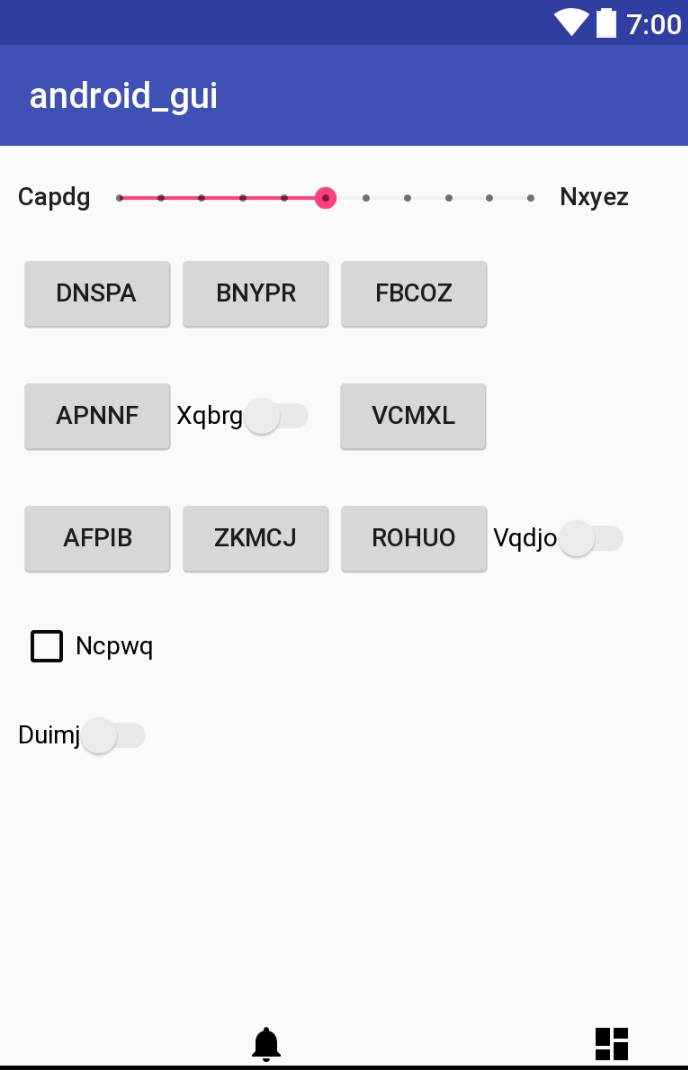 7:00
android_gui
Capdg Nxyez
DNSPA BNYPR FBCOZ
APNNF Xqbrg VCMXL
AFPIB ZKMCJ ROHUO Vqdjo
Ncpwq
Duimj